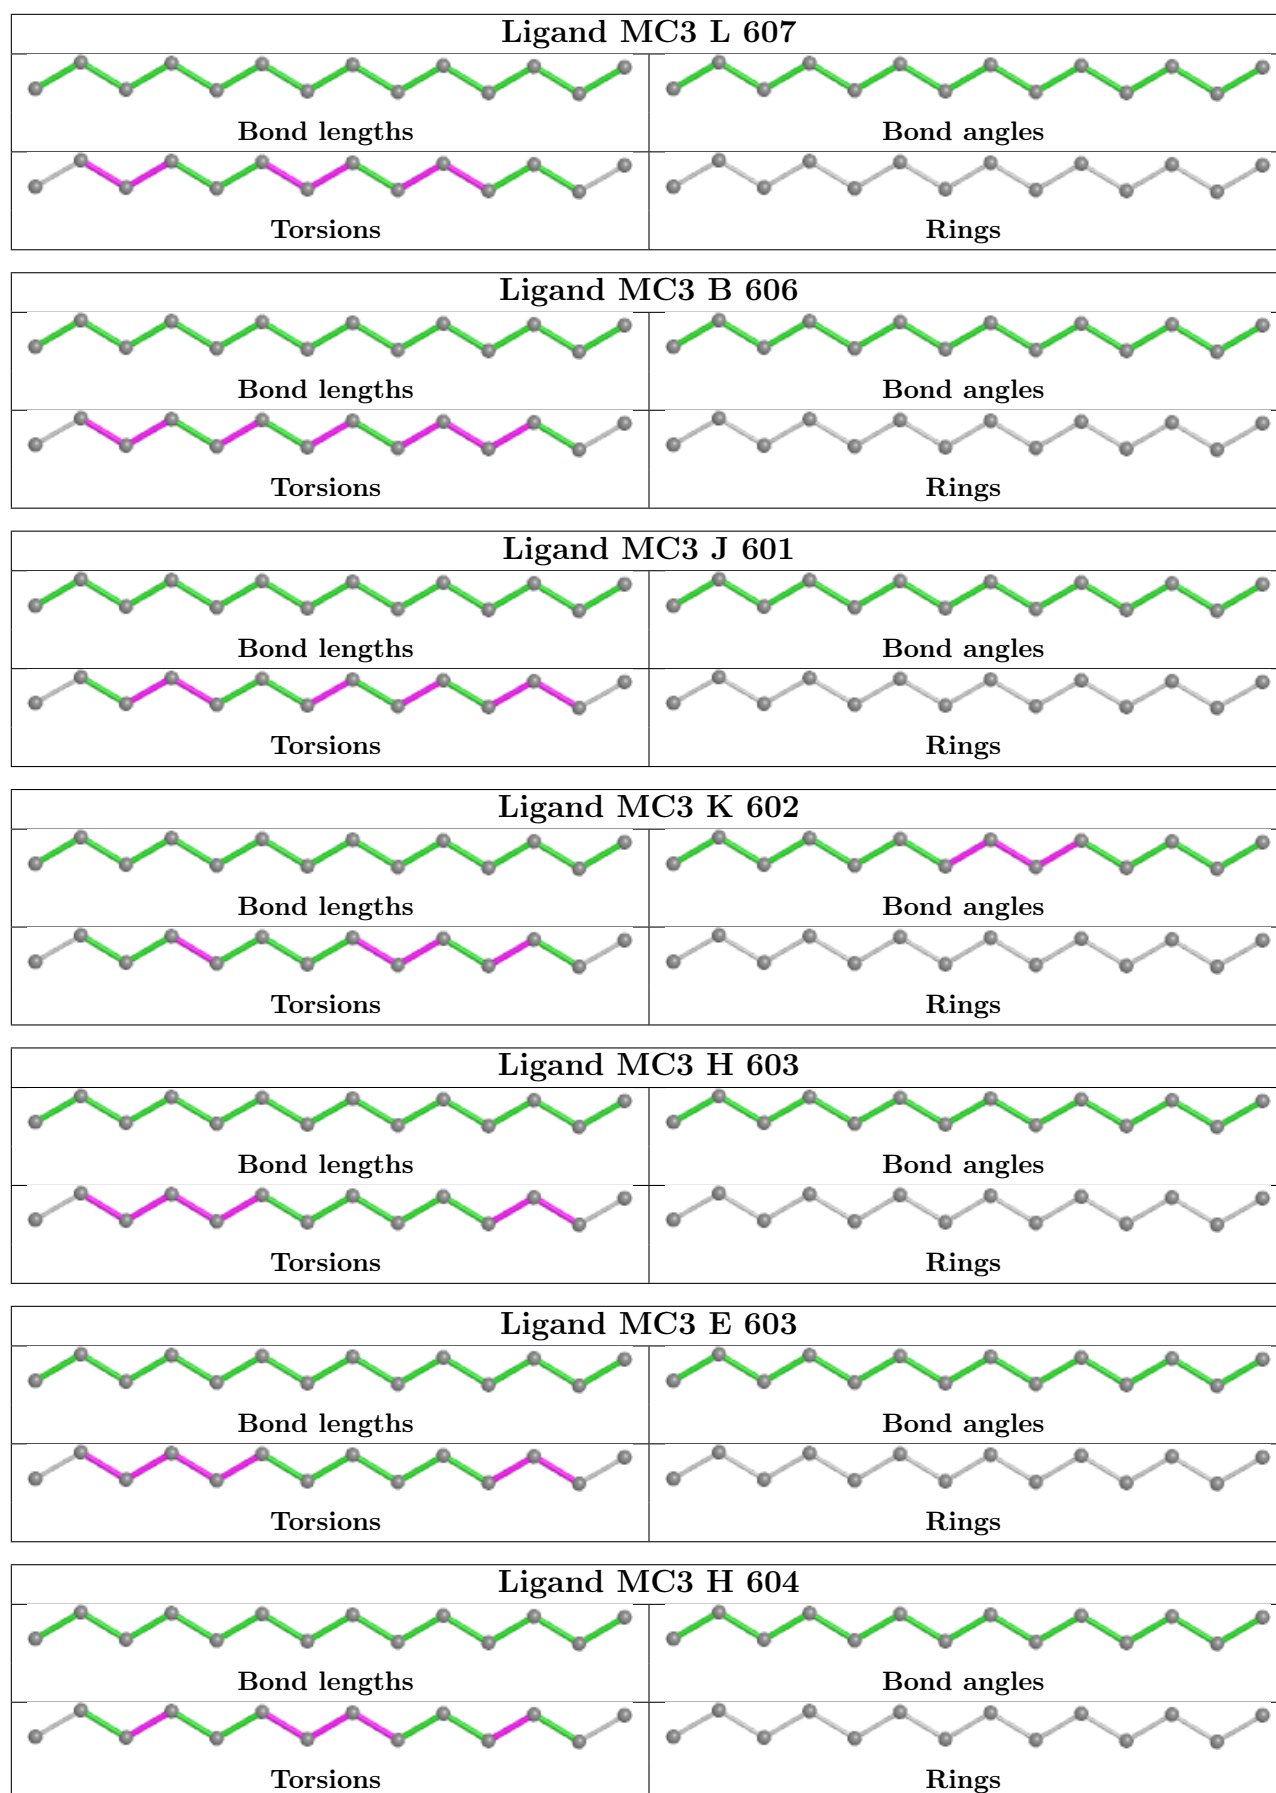 Ligand MC3 L 607
Bond lengths Bond angles
Torsions Rings
Ligand MC3 B 606
Bond lengths Bond angles
Torsions Rings
Ligand MC3 J 601
Bond lengths Bond angles
Torsions Rings
Ligand MC3 K 602
Bond lengths Bond angles
Torsions Rings
Ligand MC3 H 603
Bond lengths Bond angles
Torsions Rings
Ligand MC3 E 603
Bond lengths Bond angles
Torsions Rings
Ligand MC3 H 604
Bond lengths Bond angles
Torsions Rings